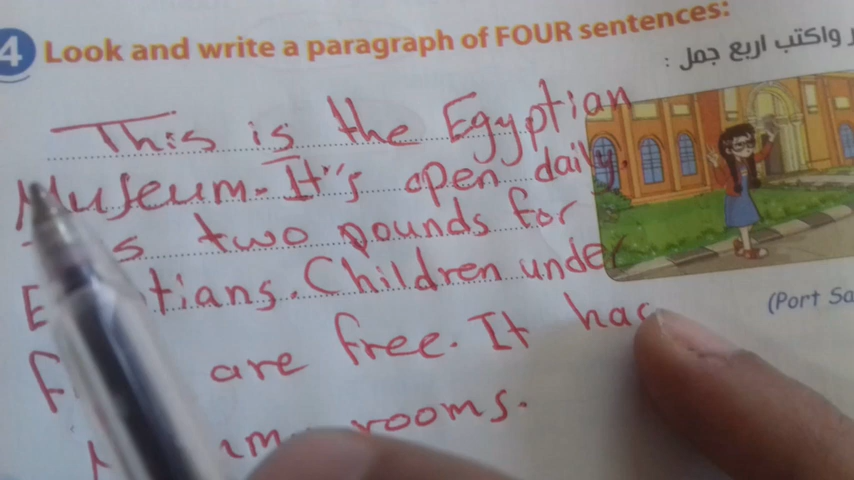 4 Look and write a paragraph of FOUR sentences:
واكتب اربع جمل :
This is the Egyptian
Museum. It's open daily.
two pounds for
Children under
are free. It has
rooms.
(Port Sa